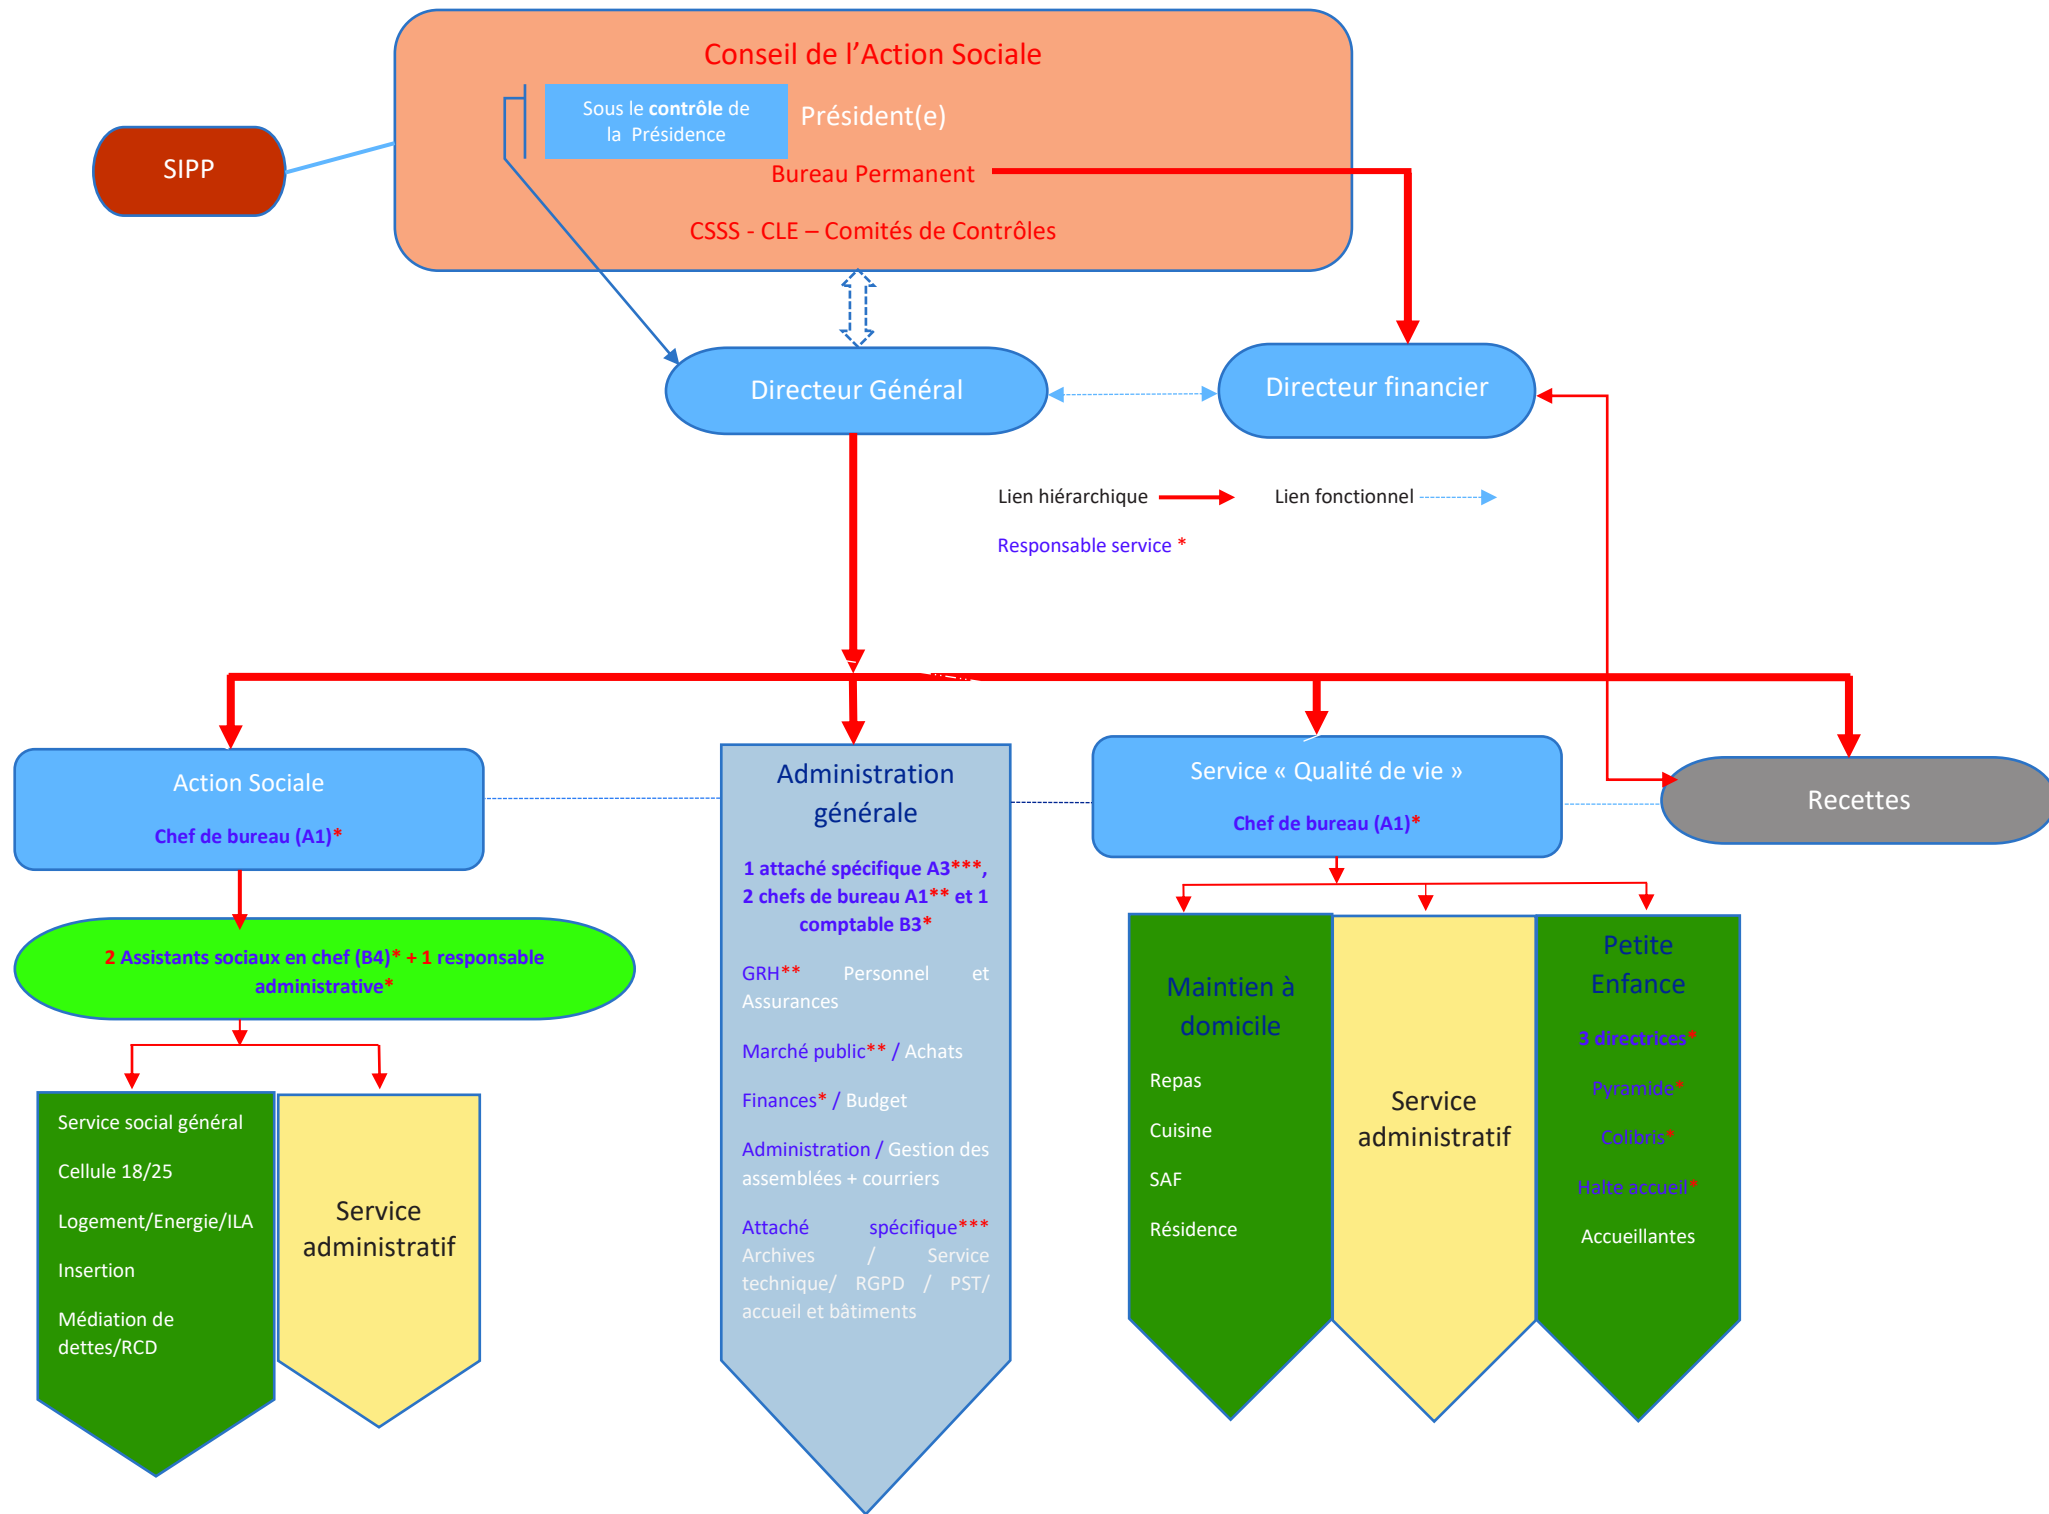 Conseil de l’Action Sociale
Sous le contrôle de
la Présidence
Président(e)
SIPP
Bureau Permanent
CSSS - CLE – Comités de Contrôles
Directeur Général
Directeur financier
Lien hiérarchique
Lien fonctionnel
Responsable service *
Action Sociale
Chef de bureau (A1)*
2 Assistants sociaux en chef (B4)* + 1 responsable
administrative*
Service social général
Cellule 18/25
Logement/Energie/ILA
Insertion
Médiation de
dettes/RCD
Service
administratif
Administration
générale
1 attaché spécifique A3***,
2 chefs de bureau A1** et 1
comptable B3*
GRH** Personnel et
Assurances
Marché public** / Achats
Finances* / Budget
Administration / Gestion des
assemblées + courriers
Attaché spécifique***
Archives / Service
technique/ RGPD / PST/
accueil et bâtiments
Service « Qualité de vie »
Chef de bureau (A1)*
Maintien à
domicile
Repas
Cuisine
SAF
Résidence
Service
administratif
Petite
Enfance
3 directrices*
Pyramide*
Colibris*
Halte accueil*
Accueillantes
Recettes